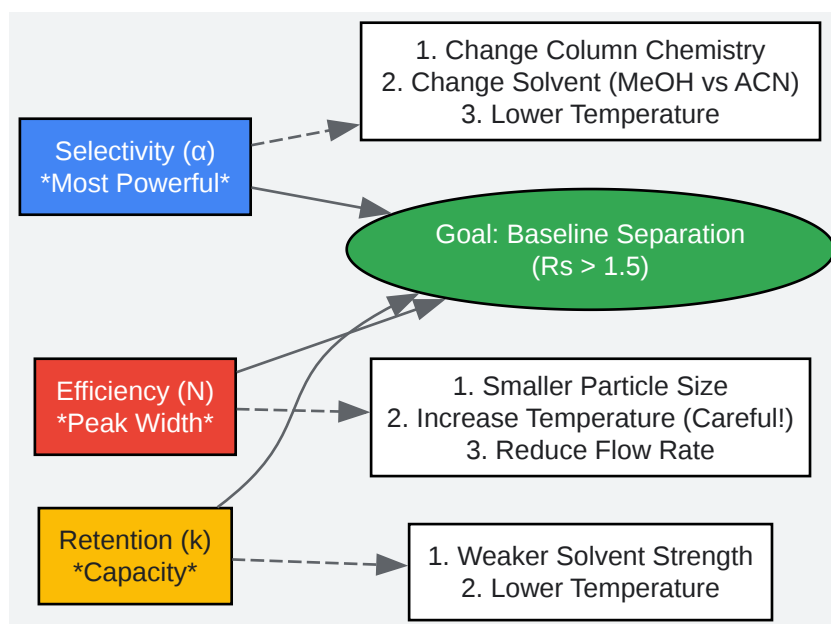 1. Change Column Chemistry
2. Change Solvent (MeOH vs ACN)
3. Lower Temperature
Selectivity (α)
*Most Powerful*
Goal: Baseline Separation
(Rs > 1.5)
Efficiency (N)
*Peak Width*
1. Smaller Particle Size
2. Increase Temperature (Careful!)
3. Reduce Flow Rate
Retention (k)
*Capacity*
1. Weaker Solvent Strength
2. Lower Temperature